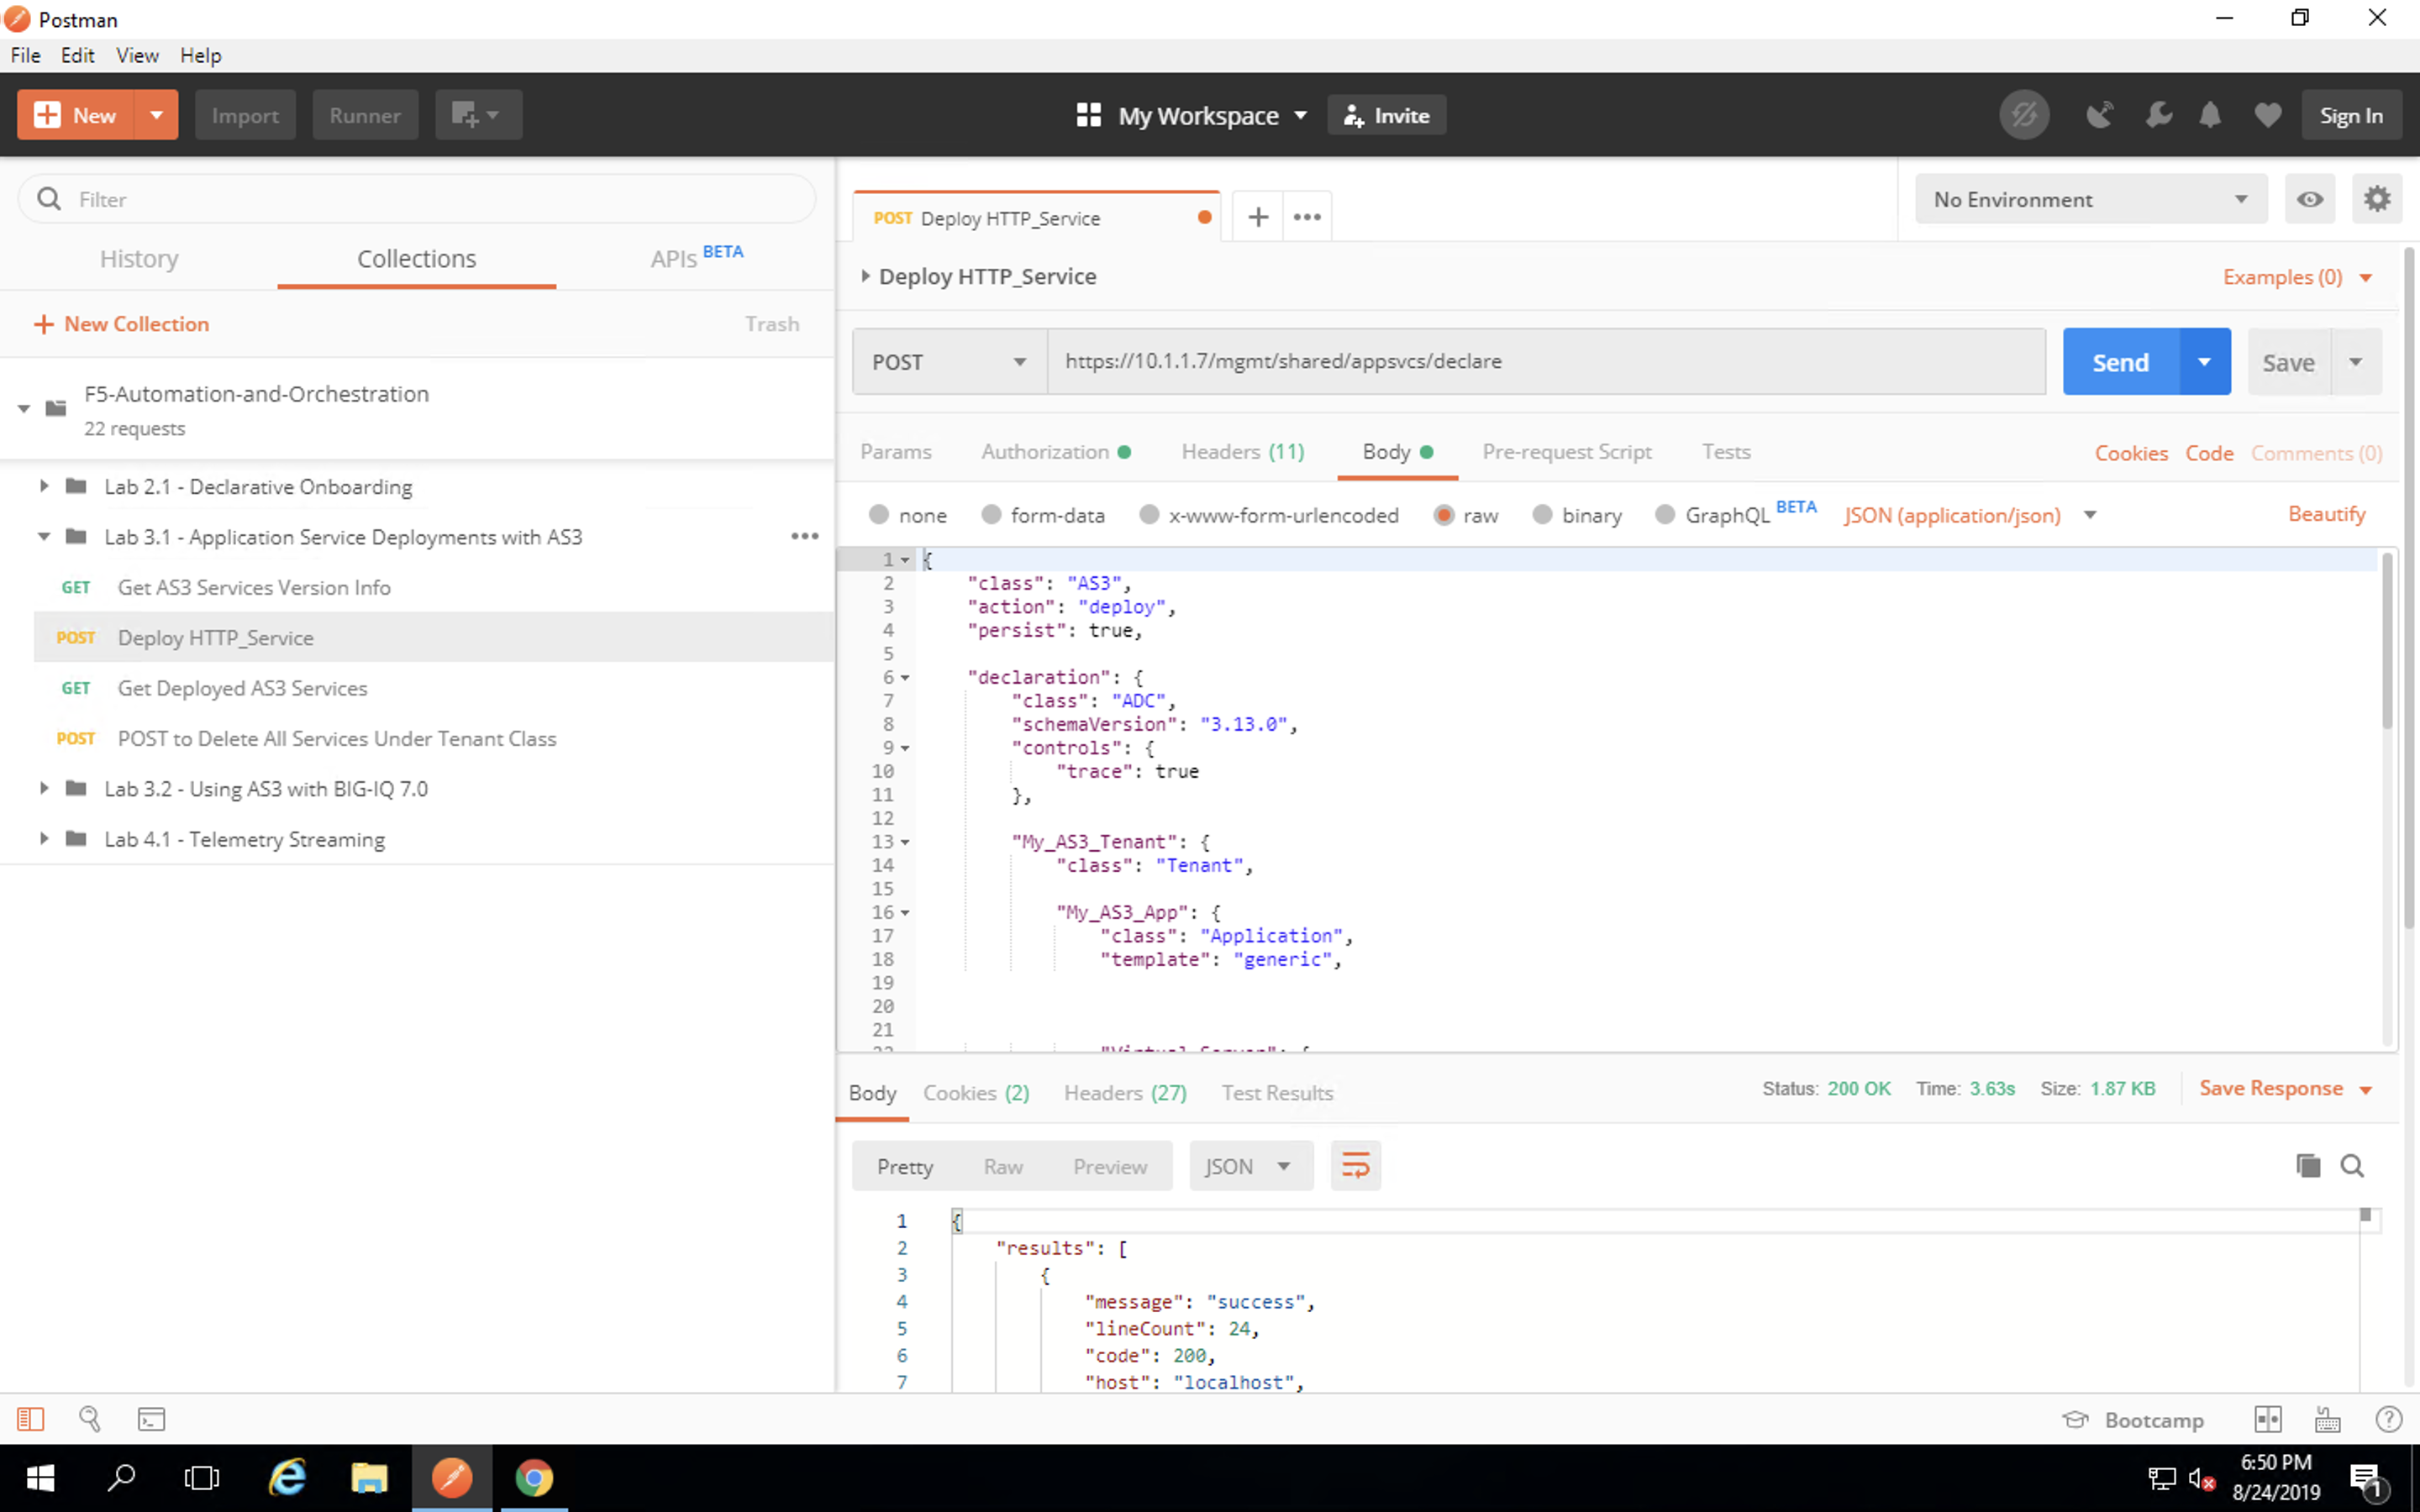 Postman
File Edit View Help
New Import Runner My Workspace Invite Sign In
Filter
History Collections APIs BETA
New Collection Trash
F5-Automation-and-Orchestration
22 requests
Lab 2.1 - Declarative Onboarding
Lab 3.1 - Application Service Deployments with AS3
GET Get AS3 Services Version Info
POST Deploy HTTP_Service
GET Get Deployed AS3 Services
POST POST to Delete All Services Under Tenant Class
Lab 3.2 - Using AS3 with BIG-IQ 7.0
Lab 4.1 - Telemetry Streaming
POST Deploy HTTP_Service
No Environment
Deploy HTTP_Service Examples (0)
POST https://10.1.1.7/mgmt/shared/appsvcs/declare Send Save
Params Authorization Headers (11) Body Pre-request Script Tests Cookies Code Comments (0)
none form-data x-www-form-urlencoded raw binary GraphQL BETA JSON (application/json) Beautify
1 {
2 "class": "AS3",
3 "action": "deploy",
4 "persist": true,
5
6 "declaration": {
7 "class": "ADC",
8 "schemaVersion": "3.13.0",
9 "controls": {
10 "trace": true
11 },
12
13 "My_AS3_Tenant": {
14 "class": "Tenant",
15
16 "My_AS3_App": {
17 "class": "Application",
18 "template": "generic",
19
20
21
Body Cookies (2) Headers (27) Test Results Status: 200 OK Time: 3.63s Size: 1.87 KB Save Response
Pretty Raw Preview JSON
1 {
2 "results": [
3 {
4 "message": "success",
5 "lineCount": 24,
6 "code": 200,
7 "host": "localhost",
Bootcamp
6:50 PM
8/24/2019
1